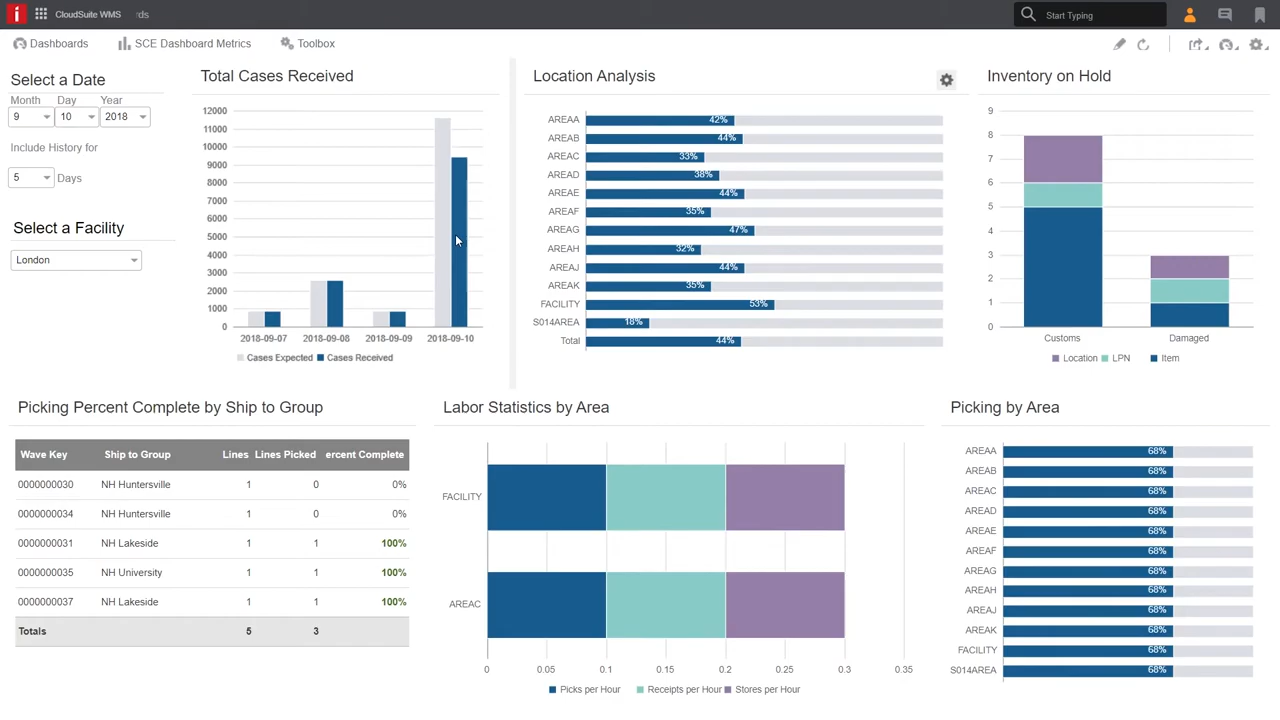 i CloudSuite WMS rds Start Typing
Dashboards SCE Dashboard Metrics Toolbox
Select a Date
Month Day Year
9 10 2018
Include History for
5 Days
Select a Facility
London
Total Cases Received
12000
11000
10000
9000
8000
7000
6000
5000
4000
3000
2000
1000
0
2018-09-07 2018-09-08 2018-09-09 2018-09-10
Cases Expected Cases Received
Location Analysis
AREAA 42%
AREAB 44%
AREAC 33%
AREAD 38%
AREAE 44%
AREAF 35%
AREAG 47%
AREAH 32%
AREAJ 44%
AREAK 35%
FACILITY 53%
S014AREA 18%
Total 44%
Inventory on Hold
9
8
7
6
5
4
3
2
1
0
Customs Damaged
Location LPN Item
Picking Percent Complete by Ship to Group
Wave Key Ship to Group Lines Lines Picked ercent Complete
0000000030 NH Huntersville 1 0 0%
0000000034 NH Huntersville 1 0 0%
0000000031 NH Lakeside 1 1 100%
0000000035 NH University 1 1 100%
0000000037 NH Lakeside 1 1 100%
Totals 5 3
Labor Statistics by Area
FACILITY
AREAC
0 0.05 0.1 0.15 0.2 0.25 0.3 0.35
Picks per Hour Receipts per Hour Stores per Hour
Picking by Area
AREAA 68%
AREAB 68%
AREAC 68%
AREAD 68%
AREAE 68%
AREAF 68%
AREAG 68%
AREAH 68%
AREAJ 68%
AREAK 68%
FACILITY 68%
S014AREA 68%